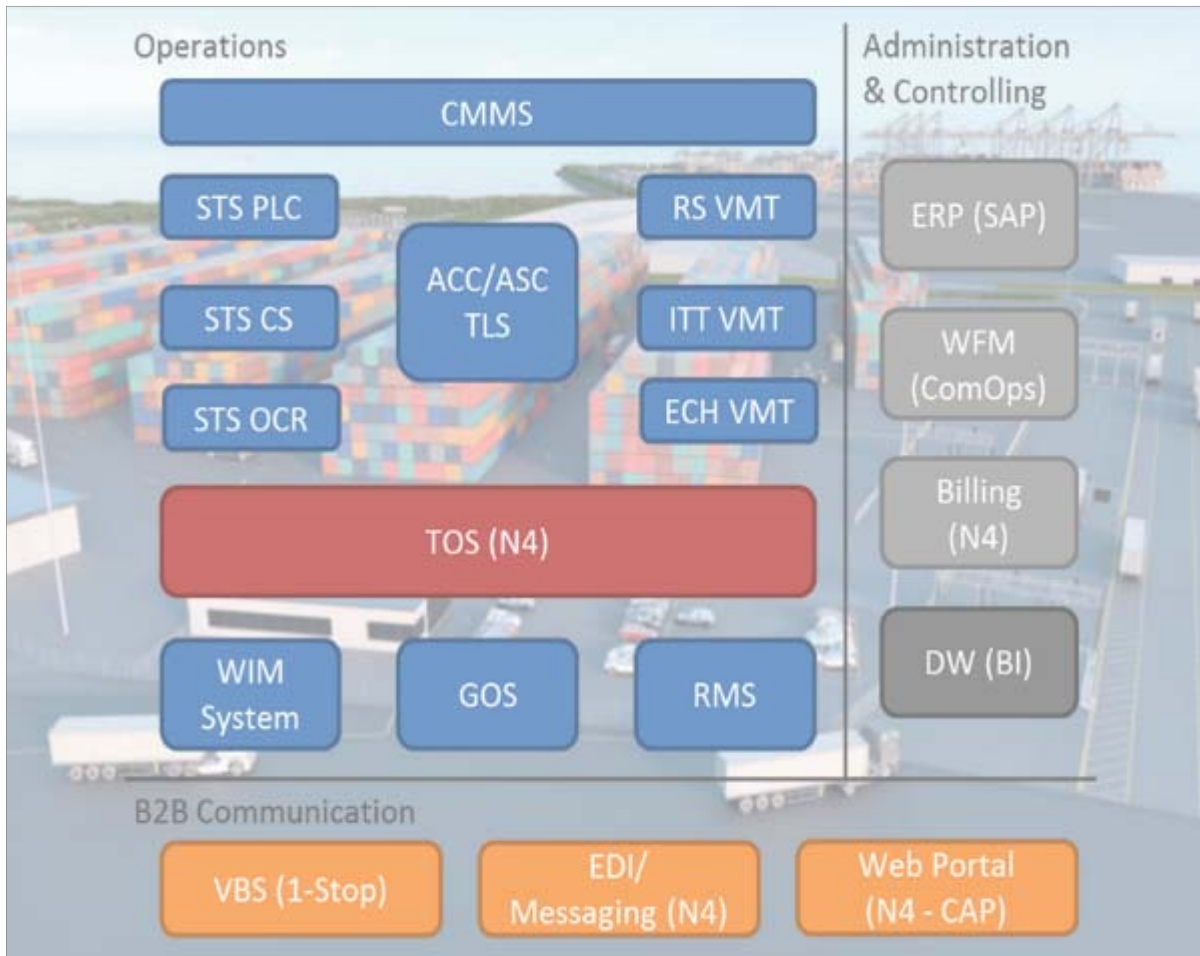 Operations
Administration
& Controlling
CMMS
STS PLC
RS VMT
ERP (SAP)
ACC/ASC
TLS
STS CS
ITT VMT
WFM
(ComOps)
STS OCR
ECH VMT
TOS (N4)
Billing
(N4)
WIM
System
GOS
RMS
DW (BI)
B2B Communication
VBS (1-Stop)
EDI/
Messaging (N4)
Web Portal
(N4 - CAP)